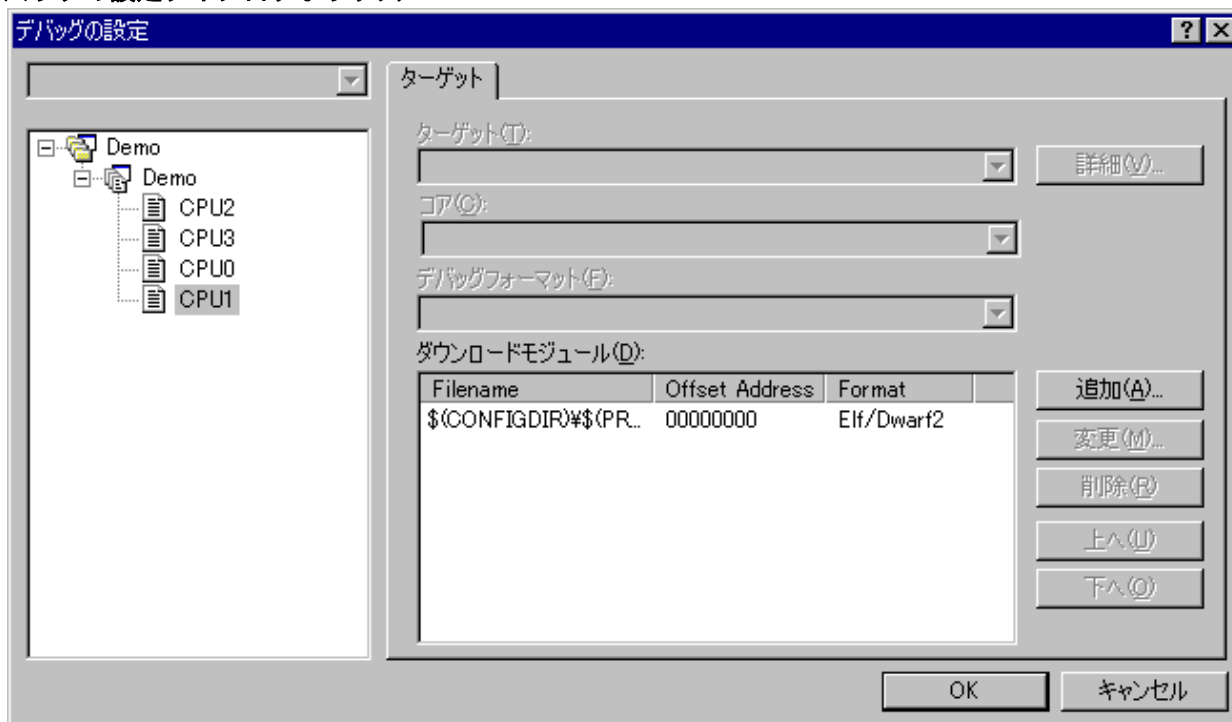 デバッグの設定
ターゲット
Demo
Demo
CPU2
CPU3
CPU0
CPU1
ターゲット(T):
詳細(V)...
コア(C):
デバッグフォーマット(F):
ダウンロードモジュール(D):
Filename Offset Address Format
$(CONFIGDIR)¥$(PR... 00000000 Elf/Dwarf2
追加(A)...
変更(M)...
削除(R)
上へ(U)
下へ(O)
OK キャンセル